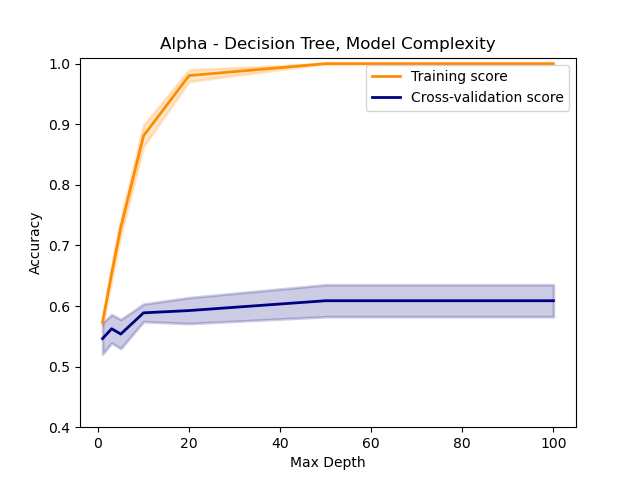 Alpha - Decision Tree, Model Complexity
1.0
Training score
Cross-validation score
0.9
0.8
0.7
Accuracy
0.6
0.5
0.4
0 20 40 60 80 100
Max Depth